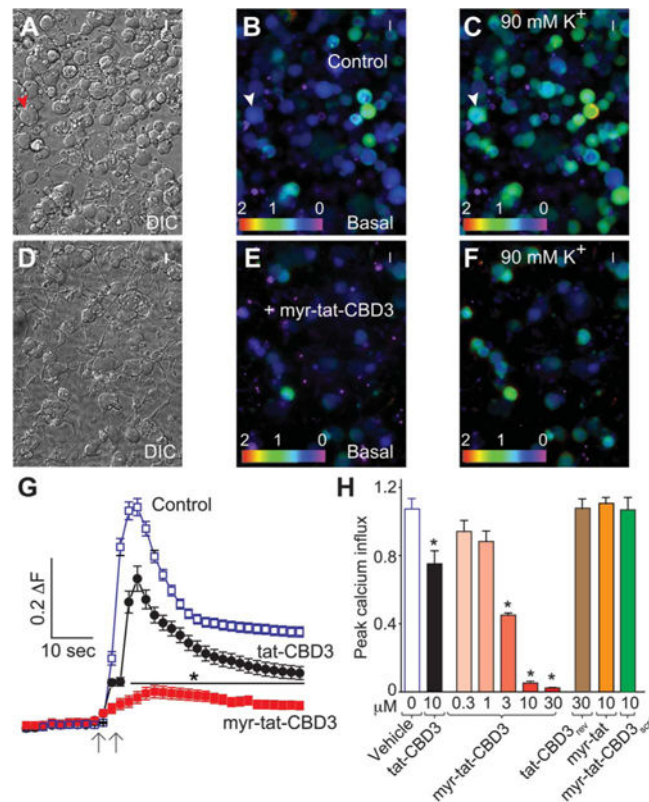 A
DIC
B
Control
2 1 0
Basal
C
90 mM K⁺
2 1 0
D
DIC
E
+ myr-tat-CBD3
2 1 0
Basal
F
90 mM K⁺
2 1 0
G
Control
0.2 ΔF
10 sec
tat-CBD3
*
myr-tat-CBD3
H
Peak calcium influx
1.2
0.8
0.4
0
* * * *
μM 0 10 0.3 1 3 10 30 30 10 10
Vehicle
tat-CBD3
myr-tat-CBD3
tat-CBD3rev
myr-tat
myr-tat-CBD3